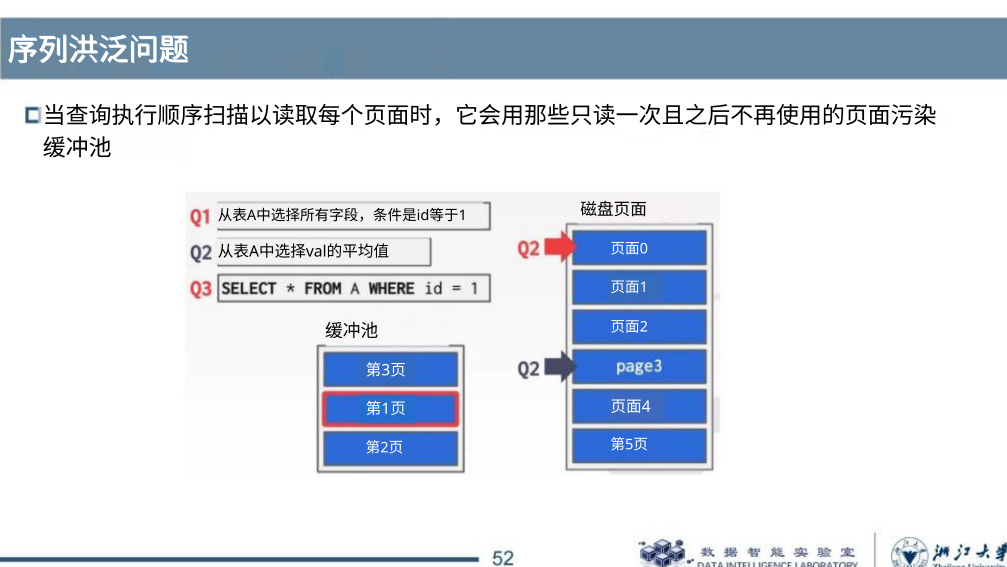 序列洪泛问题
当查询执行顺序扫描以读取每个页面时，它会用那些只读一次且之后不再使用的页面污染
缓冲池
Q1 从表A中选择所有字段，条件是id等于1
Q2 从表A中选择val的平均值
Q3 SELECT * FROM A WHERE id = 1
缓冲池
第3页
第1页
第2页
磁盘页面
Q2 页面0
页面1
页面2
Q2 page3
页面4
第5页
52
数据智能实验室
DATA INTELLIGENCE LABORATORY
浙江大学
Zhejiang University